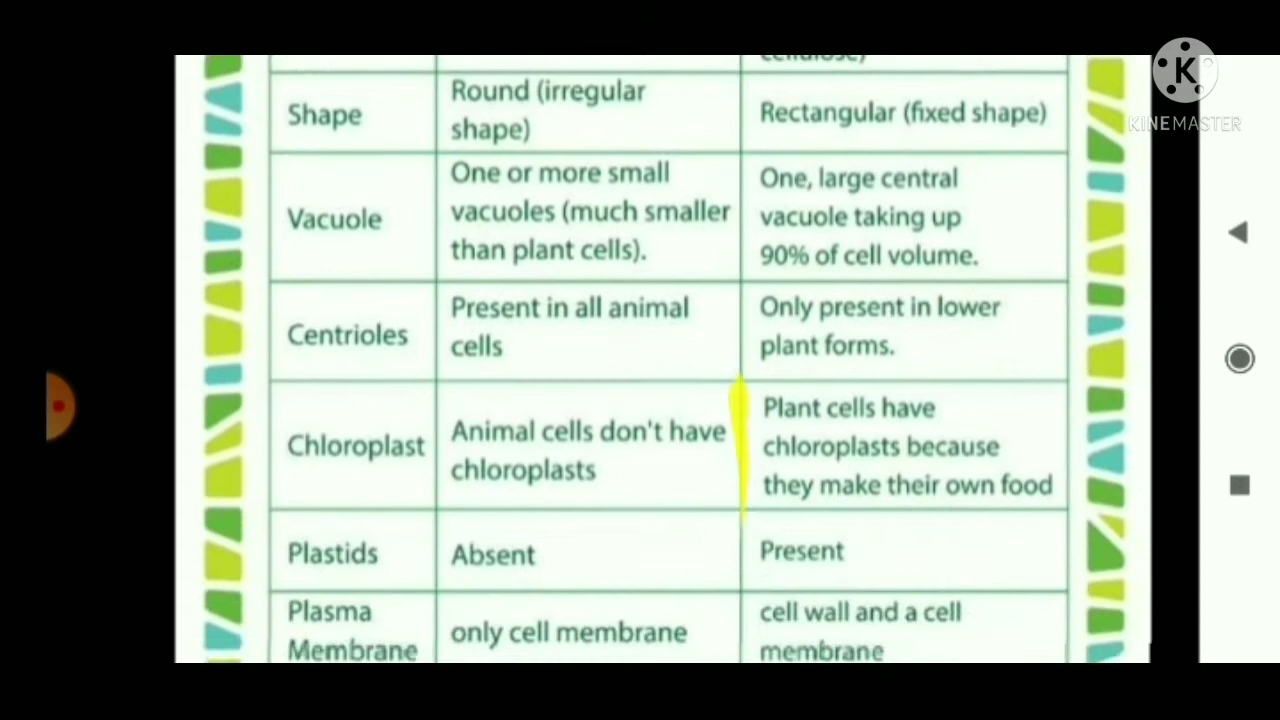 cellulose)
Shape
Round (irregular
shape)
Rectangular (fixed shape)
Vacuole
One or more small
vacuoles (much smaller
than plant cells).
One, large central
vacuole taking up
90% of cell volume.
Centrioles
Present in all animal
cells
Only present in lower
plant forms.
Chloroplast
Animal cells don't have
chloroplasts
Plant cells have
chloroplasts because
they make their own food
Plastids
Absent
Present
Plasma
Membrane
only cell membrane
cell wall and a cell
membrane
K
KINEMASTER